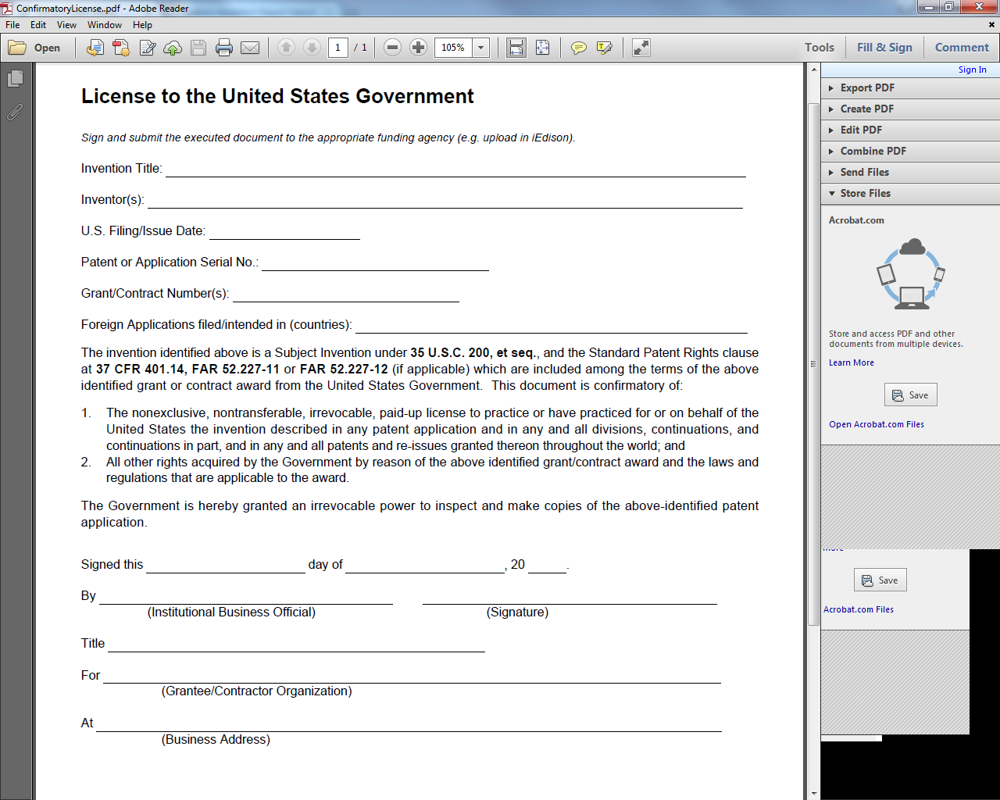 ConfirmatoryLicense..pdf - Adobe Reader
File Edit View Window Help
Open 1 / 1 105% Tools Fill & Sign Comment
Sign In
Export PDF
Create PDF
Edit PDF
Combine PDF
Send Files
Store Files
Acrobat.com
Store and access PDF and other
documents from multiple devices.
Learn More
Save
Open Acrobat.com Files
Save
Acrobat.com Files
License to the United States Government
Sign and submit the executed document to the appropriate funding agency (e.g. upload in iEdison).
Invention Title:
Inventor(s):
U.S. Filing/Issue Date:
Patent or Application Serial No.:
Grant/Contract Number(s):
Foreign Applications filed/intended in (countries):
The invention identified above is a Subject Invention under 35 U.S.C. 200, et seq., and the Standard Patent Rights clause
at 37 CFR 401.14, FAR 52.227-11 or FAR 52.227-12 (if applicable) which are included among the terms of the above
identified grant or contract award from the United States Government. This document is confirmatory of:
1. The nonexclusive, nontransferable, irrevocable, paid-up license to practice or have practiced for or on behalf of the
United States the invention described in any patent application and in any and all divisions, continuations, and
continuations in part, and in any and all patents and re-issues granted thereon throughout the world; and
2. All other rights acquired by the Government by reason of the above identified grant/contract award and the laws and
regulations that are applicable to the award.
The Government is hereby granted an irrevocable power to inspect and make copies of the above-identified patent
application.
Signed this day of , 20 .
By
(Institutional Business Official) (Signature)
Title
For
(Grantee/Contractor Organization)
At
(Business Address)